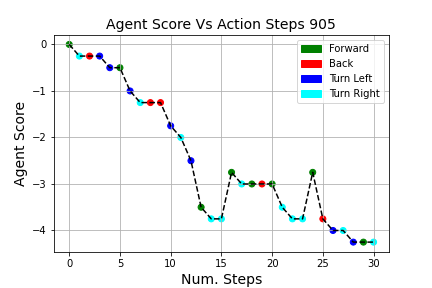 Agent Score Vs Action Steps 905
Forward
Back
Turn Left
Turn Right
Agent Score
0
−1
−2
−3
−4
0 5 10 15 20 25 30
Num. Steps